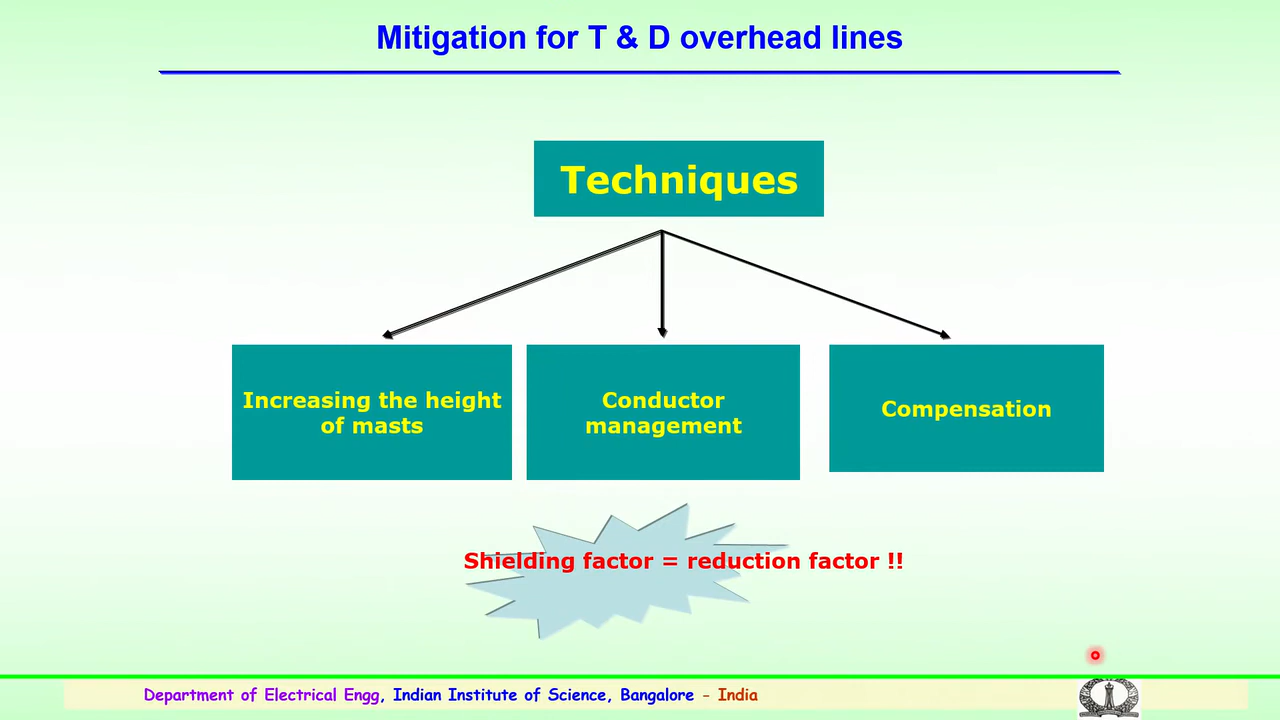 Mitigation for T & D overhead lines
Techniques
Increasing the height
of masts
Conductor
management
Compensation
Shielding factor = reduction factor !!
Department of Electrical Engg, Indian Institute of Science, Bangalore - India